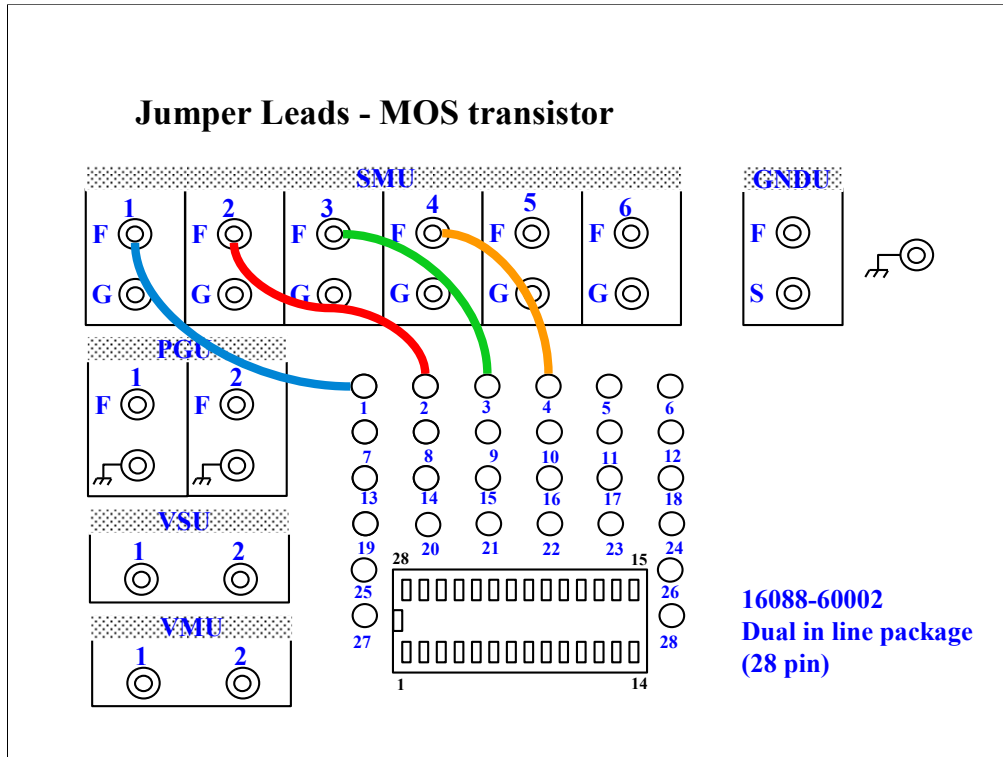 Jumper Leads - MOS transistor
SMU
GNDU
1 2 3 4 5 6
F F F F F F F
G G G G G G S
PGU
1 2
F F
1 2 3 4 5 6
7 8 9 10 11 12
13 14 15 16 17 18
VSU
1 2
19 20 21 22 23 24
28 15
25 26
27 28
1 14
VMU
1 2
16088-60002
Dual in line package
(28 pin)